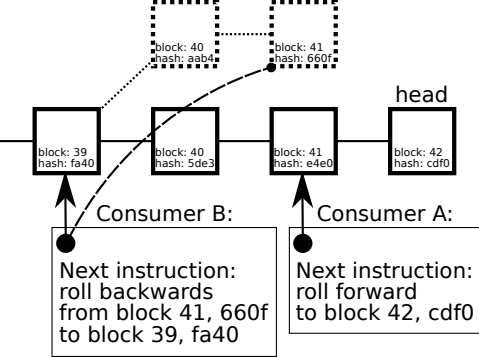 block: 40
hash: aab4
block: 41
hash: 660f
head
block: 39
hash: fa40
block: 40
hash: 5de3
block: 41
hash: e4e0
block: 42
hash: cdf0
Consumer B:
Next instruction:
roll backwards
from block 41, 660f
to block 39, fa40
Consumer A:
Next instruction:
roll forward
to block 42, cdf0